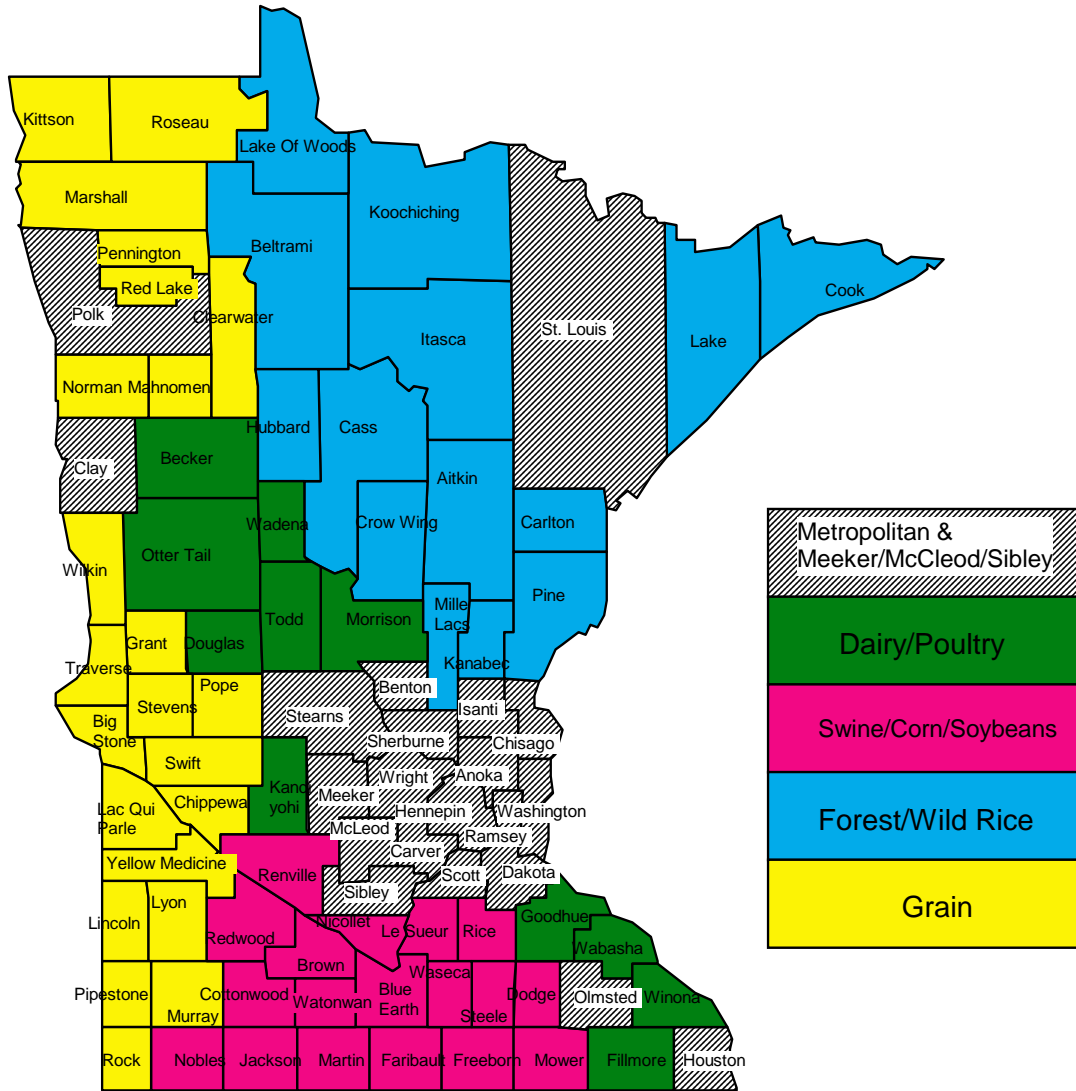 Kittson
Roseau
Lake Of Woods
Marshall
Koochiching
Pennington
Beltrami
Red Lake
Polk
Clearwater
St. Louis
Cook
Itasca
Lake
Norman
Mahnomen
Hubbard
Cass
Becker
Clay
Aitkin
Wadena
Crow Wing
Carlton
Otter Tail
Wilkin
Pine
Mille
Lacs
Todd
Morrison
Grant
Douglas
Kanabec
Traverse
Pope
Benton
Stevens
Isanti
Big
Stone
Stearns
Sherburne
Chisago
Swift
Wright
Anoka
Kand
yohi
Meeker
Chippewa
Lac Qui
Parle
Hennepin
Washington
McLeod
Ramsey
Carver
Yellow Medicine
Renville
Scott
Dakota
Sibley
Lyon
Lincoln
Nicollet
Le Sueur
Rice
Goodhue
Redwood
Wabasha
Brown
Waseca
Pipestone
Cottonwood
Watonwan
Blue
Earth
Dodge
Olmsted
Winona
Murray
Steele
Rock
Nobles
Jackson
Martin
Faribault
Freeborn
Mower
Fillmore
Houston
Metropolitan &
Meeker/McCleod/Sibley
Dairy/Poultry
Swine/Corn/Soybeans
Forest/Wild Rice
Grain